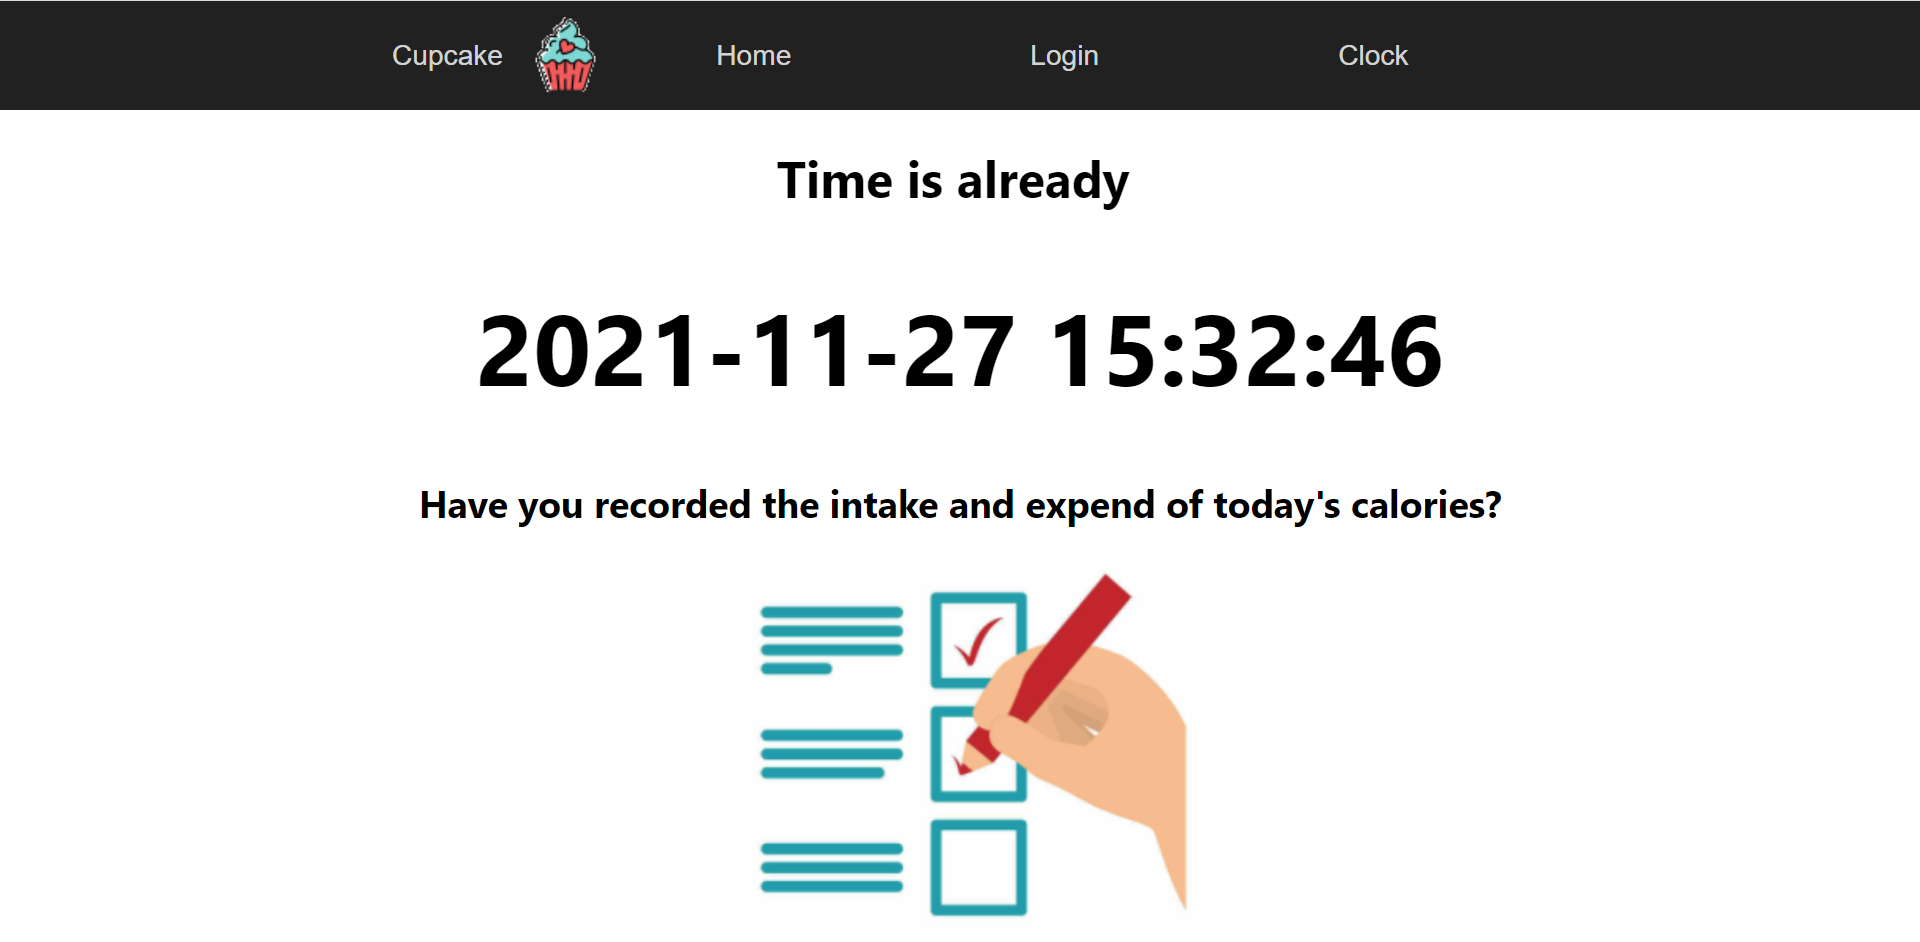 Cupcake Home Login Clock
Time is already
2021-11-27 15:32:46
Have you recorded the intake and expend of today's calories?